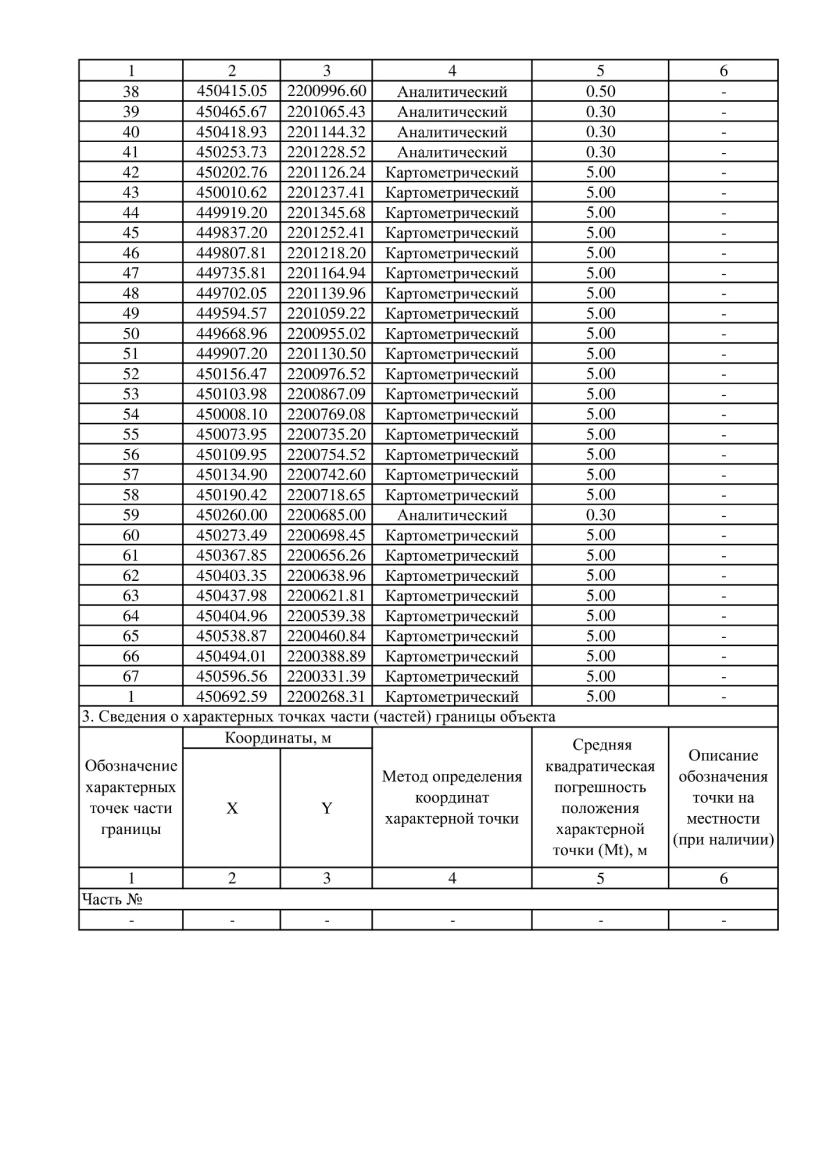 1 2 3 4 5 6
38 450415.05 2200996.60 Аналитический 0.50 -
39 450465.67 2201065.43 Аналитический 0.30 -
40 450418.93 2201144.32 Аналитический 0.30 -
41 450253.73 2201228.52 Аналитический 0.30 -
42 450202.76 2201126.24 Картометрический 5.00 -
43 450010.62 2201237.41 Картометрический 5.00 -
44 449919.20 2201345.68 Картометрический 5.00 -
45 449837.20 2201252.41 Картометрический 5.00 -
46 449807.81 2201218.20 Картометрический 5.00 -
47 449735.81 2201164.94 Картометрический 5.00 -
48 449702.05 2201139.96 Картометрический 5.00 -
49 449594.57 2201059.22 Картометрический 5.00 -
50 449668.96 2200955.02 Картометрический 5.00 -
51 449907.20 2201130.50 Картометрический 5.00 -
52 450156.47 2200976.52 Картометрический 5.00 -
53 450103.98 2200867.09 Картометрический 5.00 -
54 450008.10 2200769.08 Картометрический 5.00 -
55 450073.95 2200735.20 Картометрический 5.00 -
56 450109.95 2200754.52 Картометрический 5.00 -
57 450134.90 2200742.60 Картометрический 5.00 -
58 450190.42 2200718.65 Картометрический 5.00 -
59 450260.00 2200685.00 Аналитический 0.30 -
60 450273.49 2200698.45 Картометрический 5.00 -
61 450367.85 2200656.26 Картометрический 5.00 -
62 450403.35 2200638.96 Картометрический 5.00 -
63 450437.98 2200621.81 Картометрический 5.00 -
64 450404.96 2200539.38 Картометрический 5.00 -
65 450538.87 2200460.84 Картометрический 5.00 -
66 450494.01 2200388.89 Картометрический 5.00 -
67 450596.56 2200331.39 Картометрический 5.00 -
1 450692.59 2200268.31 Картометрический 5.00 -
3. Сведения о характерных точках части (частей) границы объекта
Обозначение
характерных
точек части
границы
Координаты, м
X Y
Метод определения
координат
характерной точки
Средняя
квадратическая
погрешность
положения
характерной
точки (Mt), м
Описание
обозначения
точки на
местности
(при наличии)
1 2 3 4 5 6
Часть №
- - - - - -